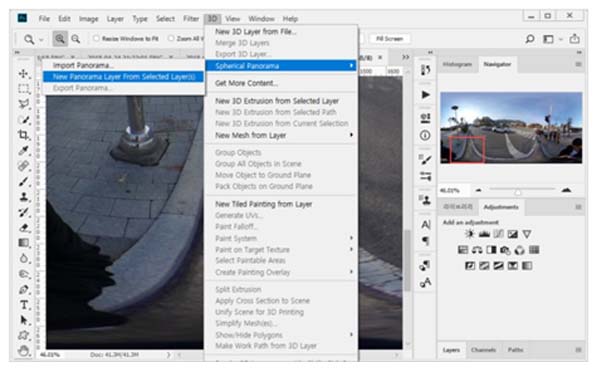 File Edit Image Layer Type Select Filter 3D View Window Help
Resize Windows to Fit Zoom All
Fill Screen
New 3D Layer from File...
Merge 3D Layers
Export 3D Layer...
Spherical Panorama
Import Panorama...
New Panorama Layer From Selected Layer(s)
Export Panorama...
Get More Content...
New 3D Extrusion from Selected Layer
New 3D Extrusion from Selected Path
New 3D Extrusion from Current Selection
New Mesh from Layer
Group Objects
Group All Objects in Scene
Move Object to Ground Plane
Pack Objects on Ground Plane
New Tiled Painting from Layer
Generate UVs...
Paint Falloff...
Paint System
Paint on Target Texture
Select Paintable Areas
Create Painting Overlay
Split Extrusion
Apply Cross Section to Scene
Unify Scene for 3D Printing
Simplify Mesh(es)...
Show/Hide Polygons
Make Work Path from 3D Layer
3500 3600
46.01% Doc: 41.3M/41.3M
Histogram Navigator
46.01%
라이브러리 Adjustments
Add an adjustment
Layers Channels Paths